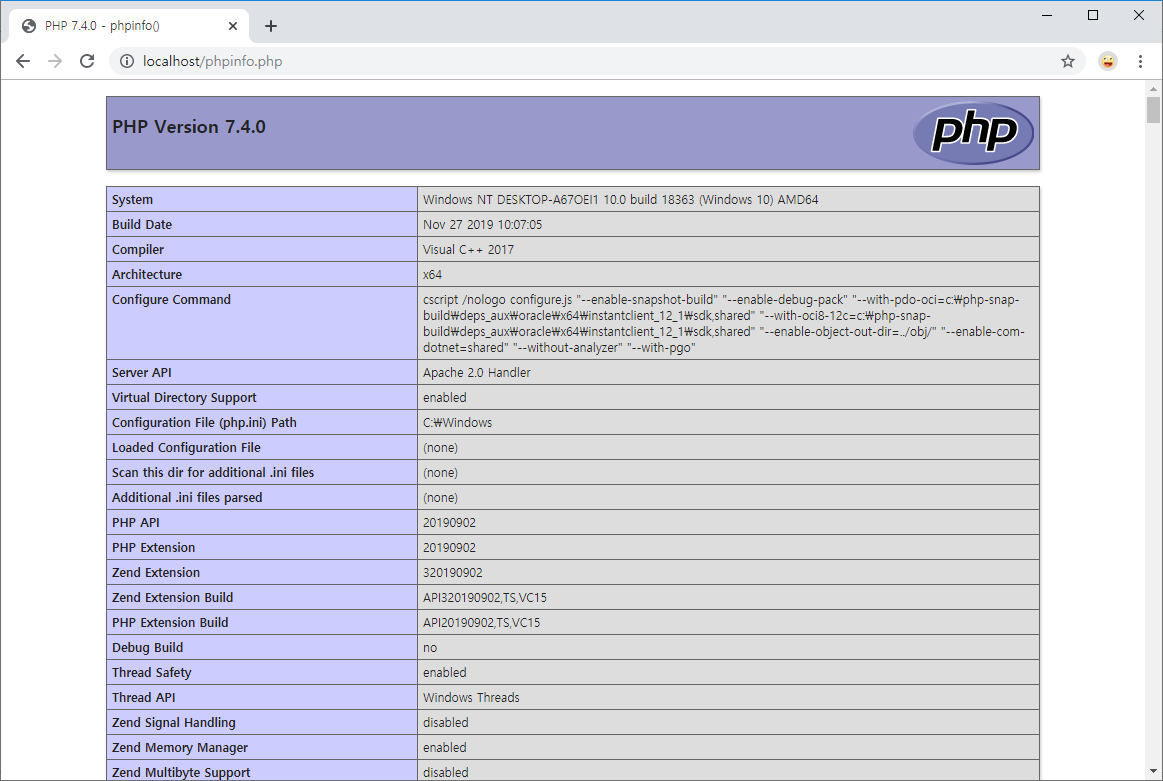 PHP 7.4.0 - phpinfo()
localhost/phpinfo.php
PHP Version 7.4.0
php
System Windows NT DESKTOP-A67OEI1 10.0 build 18363 (Windows 10) AMD64
Build Date Nov 27 2019 10:07:05
Compiler Visual C++ 2017
Architecture x64
Configure Command cscript /nologo configure.js "--enable-snapshot-build" "--enable-debug-pack" "--with-pdo-oci=c:₩php-snap-
build₩deps_aux₩oracle₩x64₩instantclient_12_1₩sdk,shared" "--with-oci8-12c=c:₩php-snap-
build₩deps_aux₩oracle₩x64₩instantclient_12_1₩sdk,shared" "--enable-object-out-dir=../obj/" "--enable-com-
dotnet=shared" "--without-analyzer" "--with-pgo"
Server API Apache 2.0 Handler
Virtual Directory Support enabled
Configuration File (php.ini) Path C:₩Windows
Loaded Configuration File (none)
Scan this dir for additional .ini files (none)
Additional .ini files parsed (none)
PHP API 20190902
PHP Extension 20190902
Zend Extension 320190902
Zend Extension Build API320190902,TS,VC15
PHP Extension Build API20190902,TS,VC15
Debug Build no
Thread Safety enabled
Thread API Windows Threads
Zend Signal Handling disabled
Zend Memory Manager enabled
Zend Multibyte Support disabled